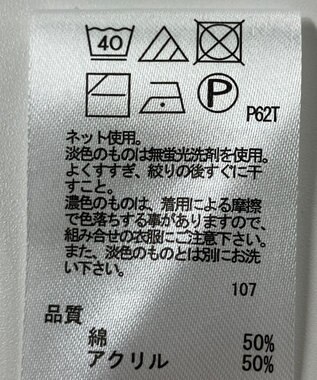 40
P
P62T
ネット使用。
淡色のものは無蛍光洗剤を使用。
よくすすぎ、絞りの後すぐに干
すこと。
濃色のものは、着用による摩擦
で色落ちする事がありますので、
組み合せの衣服にご注意下さい。
また、淡色のものとは別にお洗
い下さい。
107
品質
綿 50%
アクリル 50%